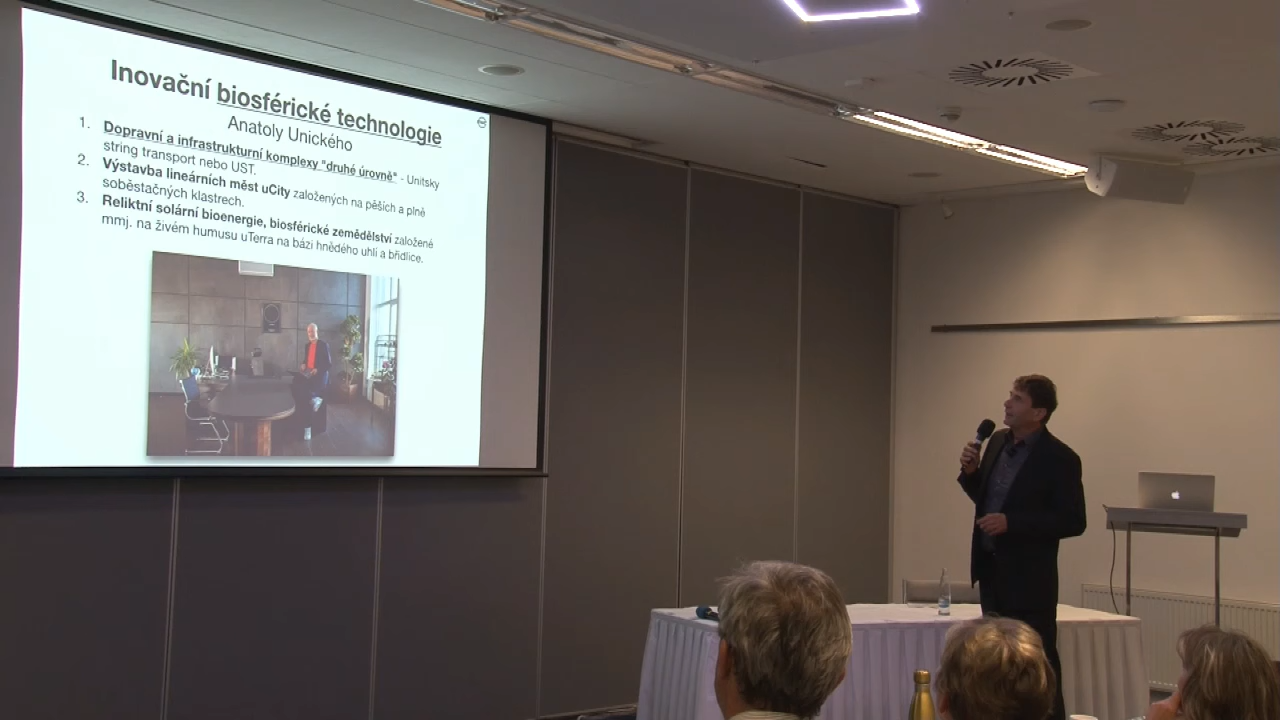 Inovační biosférické technologie
Anatoly Unického
1. Dopravní a infrastrukturní komplexy "druhé úrovně" - Unitsky
string transport nebo UST.
2. Výstavba lineárních měst uCity založených na pěších a plně
soběstačných klastrech.
3. Reliktní solární bioenergie, biosférické zemědělství založené
mmj. na živém humusu uTerra na bázi hnědého uhlí a břidlice.